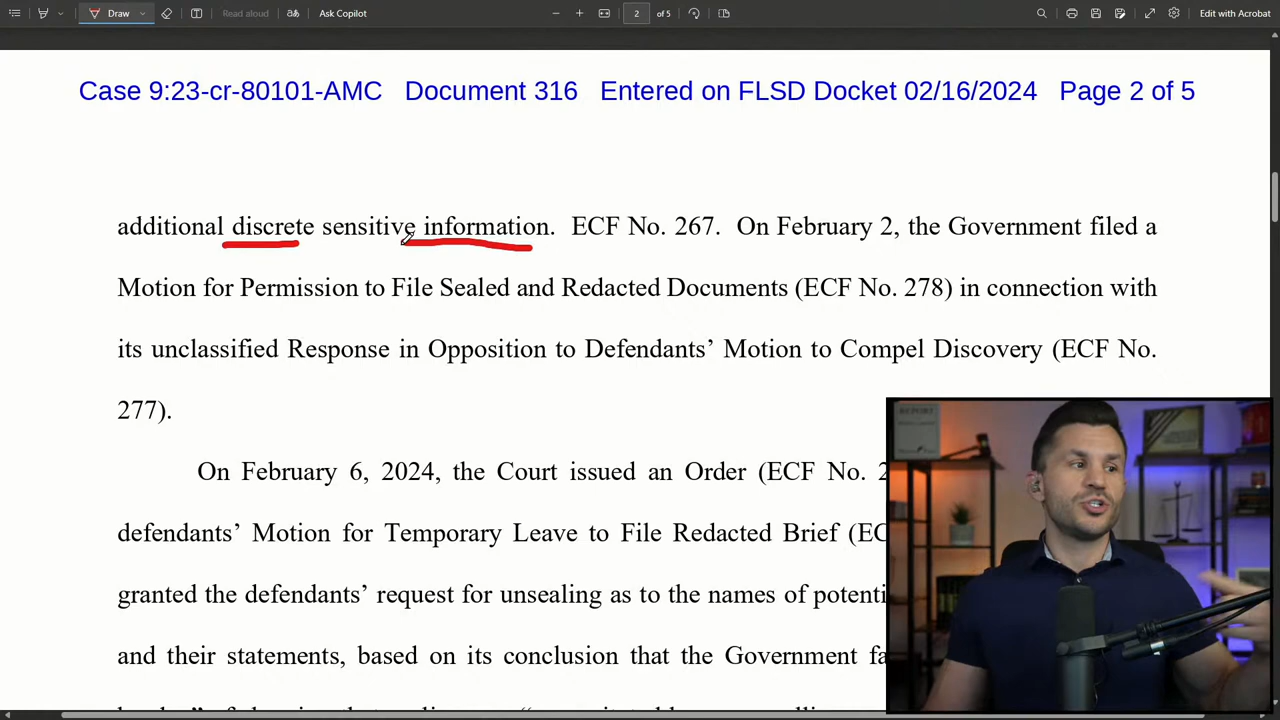 Draw
Read aloud
Ask Copilot
2 of 5
Edit with Acrobat
Case 9:23-cr-80101-AMC Document 316 Entered on FLSD Docket 02/16/2024 Page 2 of 5
additional discrete sensitive information. ECF No. 267. On February 2, the Government filed a
Motion for Permission to File Sealed and Redacted Documents (ECF No. 278) in connection with
its unclassified Response in Opposition to Defendants’ Motion to Compel Discovery (ECF No.
277).
On February 6, 2024, the Court issued an Order (ECF No. 2
defendants’ Motion for Temporary Leave to File Redacted Brief (EC
granted the defendants’ request for unsealing as to the names of potenti
and their statements, based on its conclusion that the Government fa